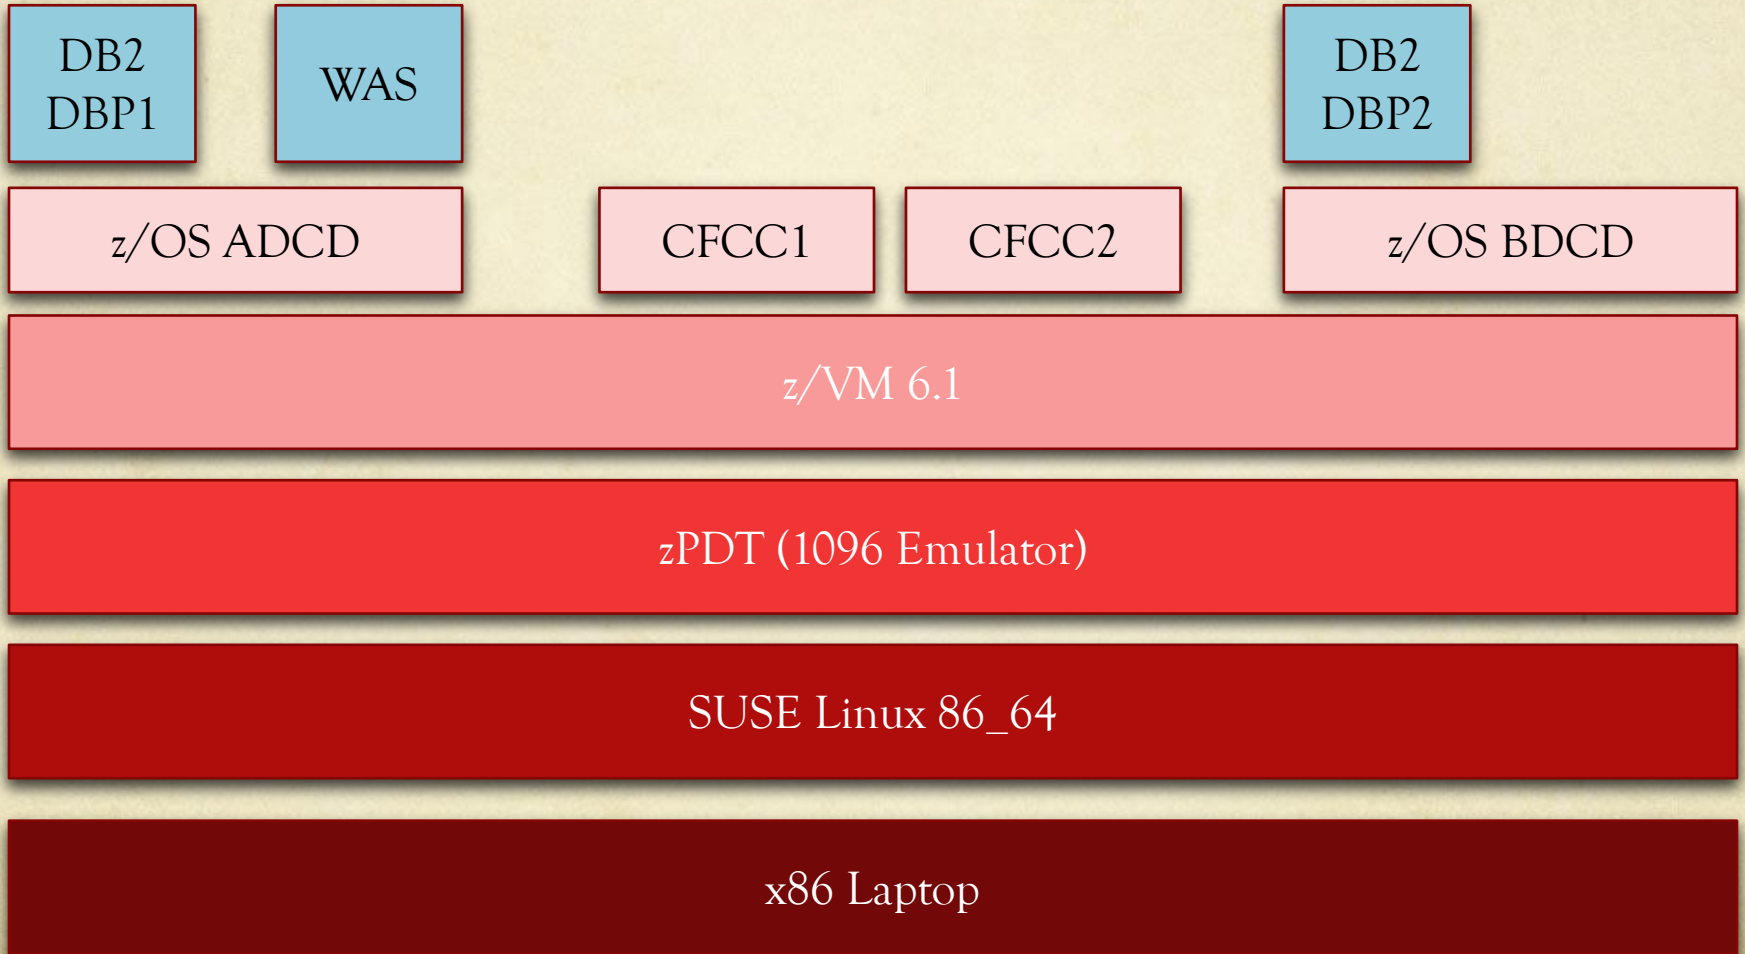 DB2
DBP1
WAS
DB2
DBP2
z/OS ADCD
CFCC1
CFCC2
z/OS BDCD
z/VM 6.1
zPDT (1096 Emulator)
SUSE Linux 86_64
x86 Laptop